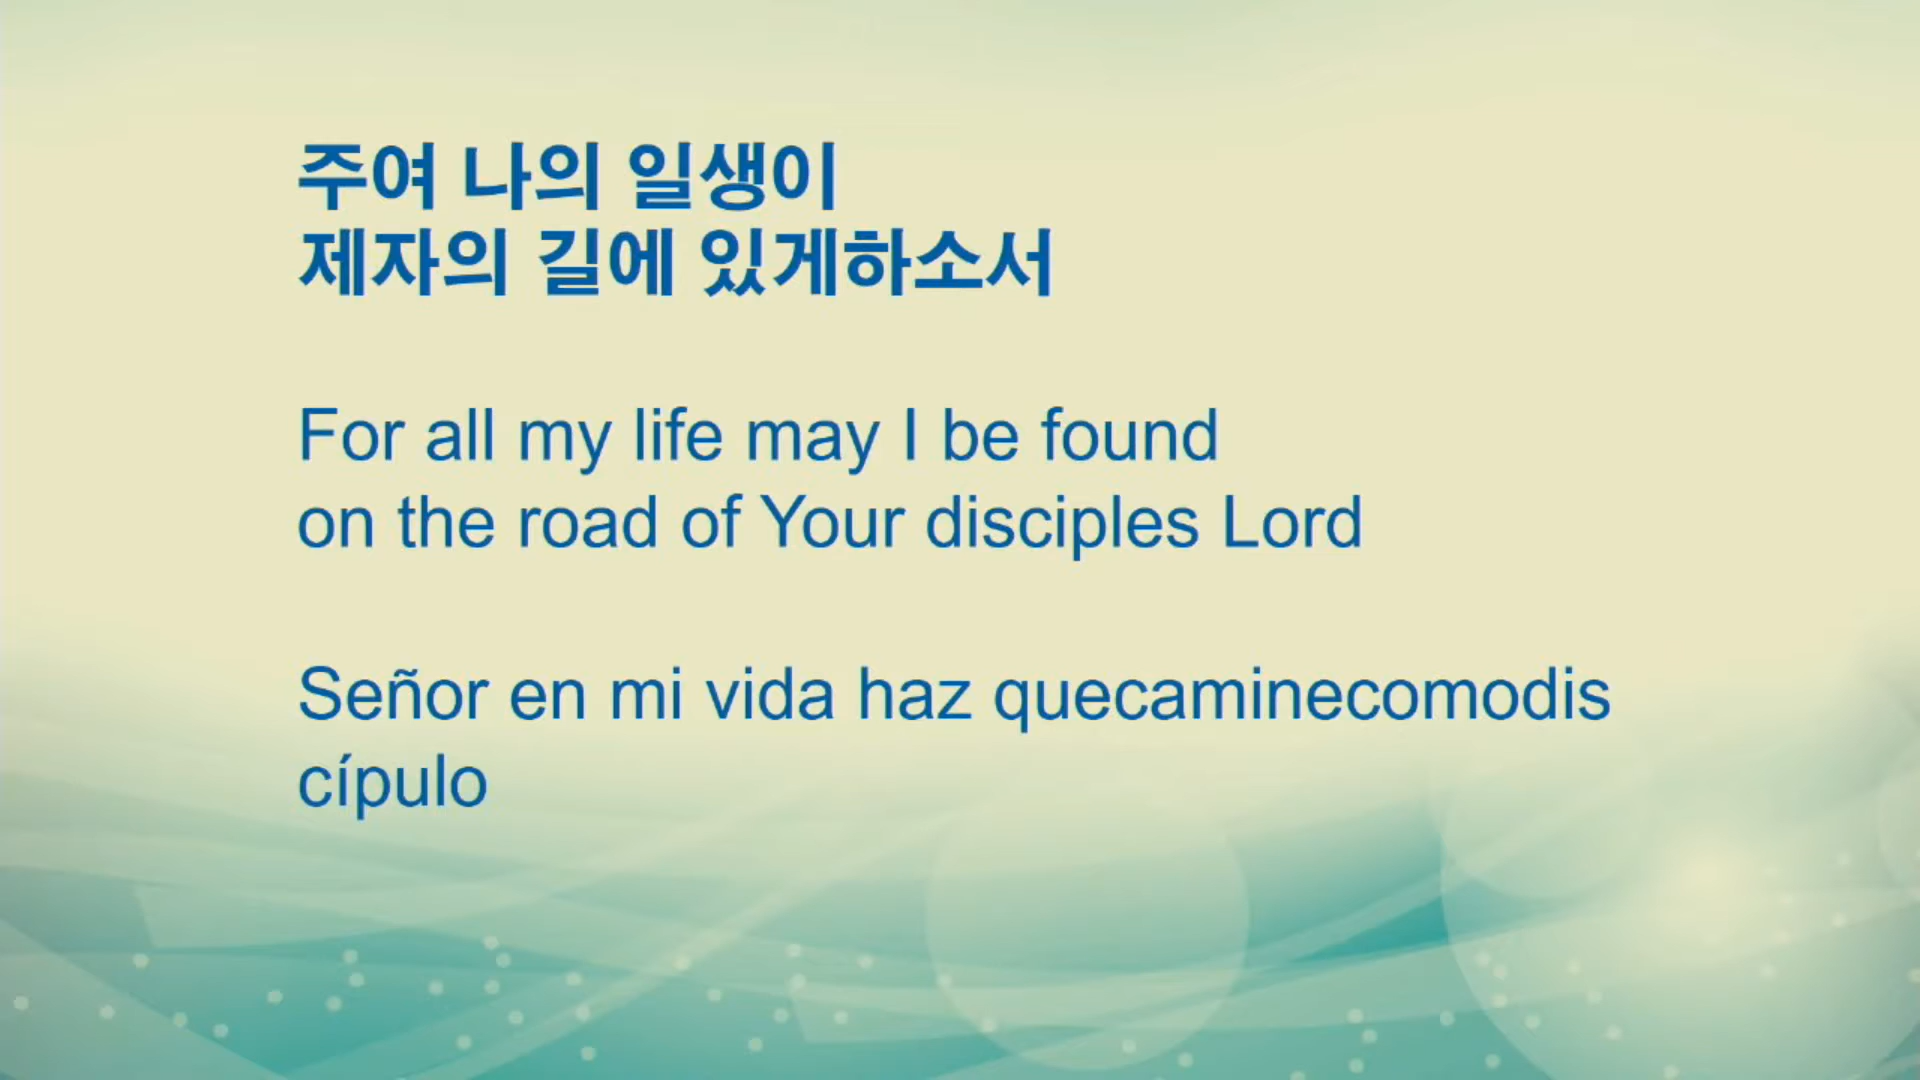 주여 나의 일생이
제자의 길에 있게하소서
For all my life may I be found
on the road of Your disciples Lord
Señor en mi vida haz quecaminecomodis
cípulo